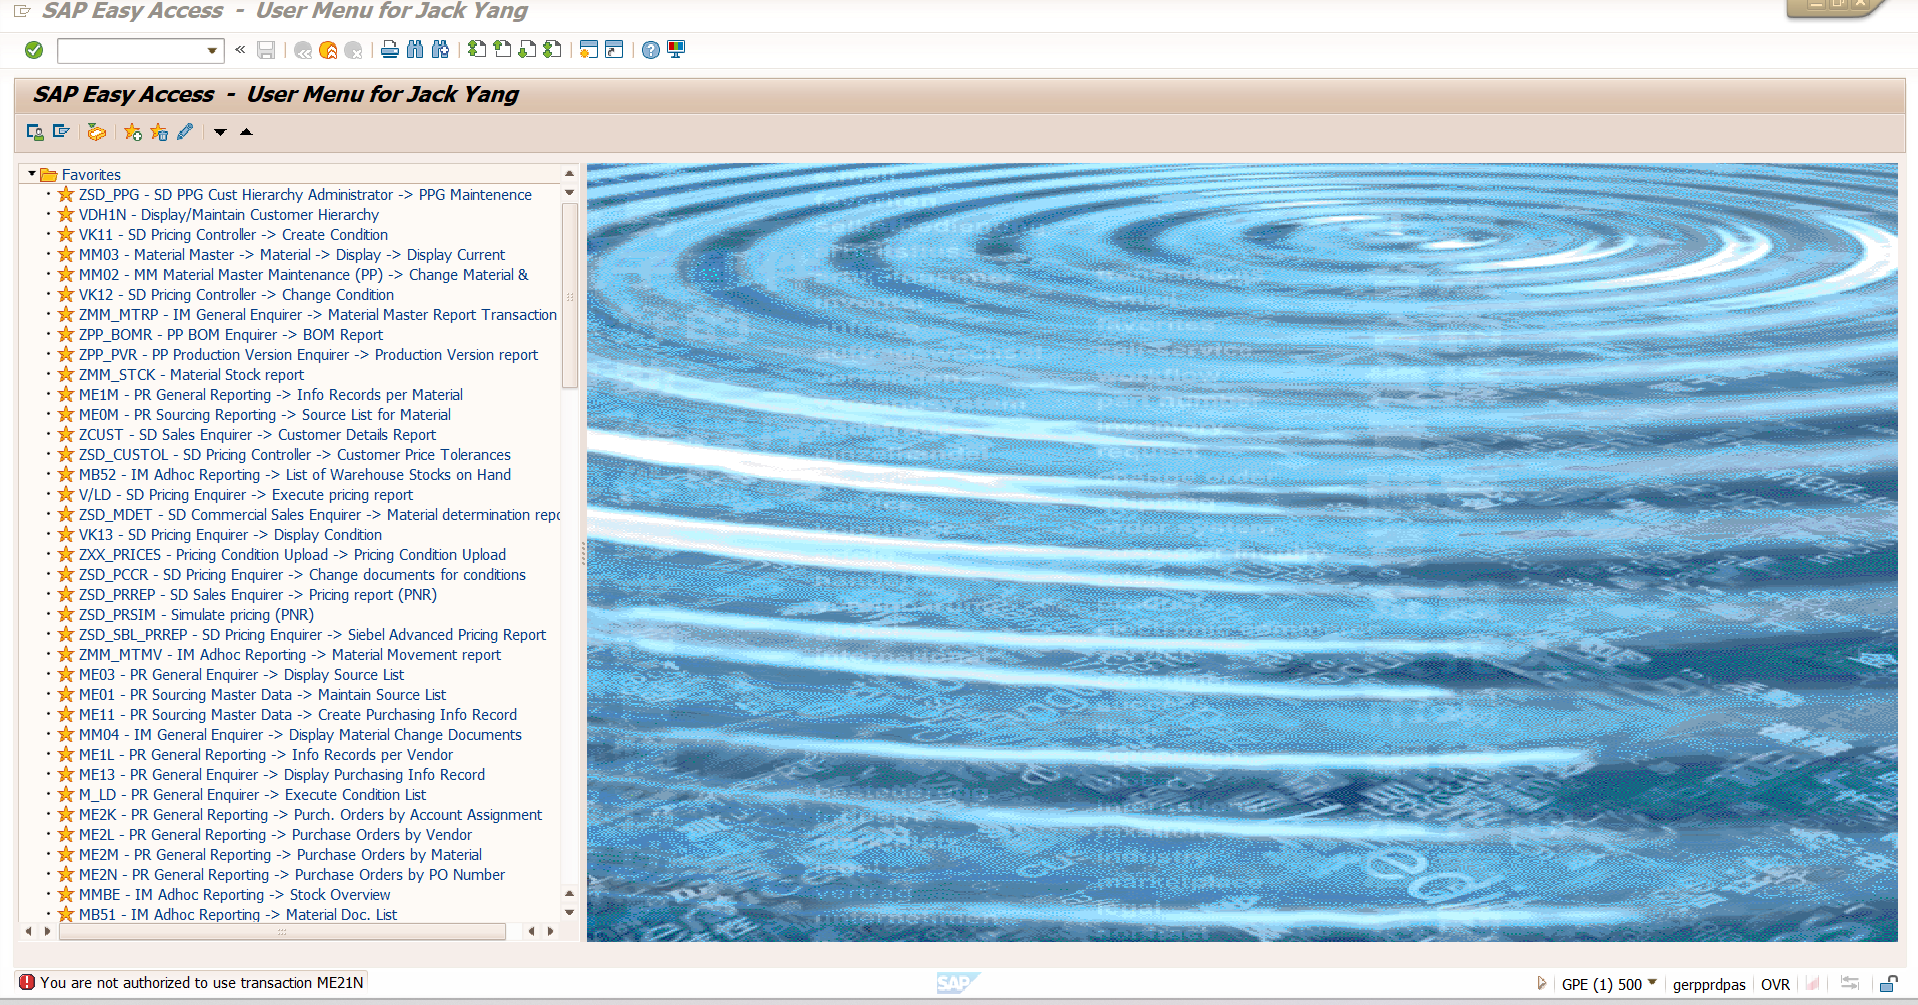 SAP Easy Access - User Menu for Jack Yang
SAP Easy Access - User Menu for Jack Yang
Favorites
ZSD_PPG - SD PPG Cust Hierarchy Administrator -> PPG Maintenence
VDH1N - Display/Maintain Customer Hierarchy
VK11 - SD Pricing Controller -> Create Condition
MM03 - Material Master -> Material -> Display -> Display Current
MM02 - MM Material Master Maintenance (PP) -> Change Material &
VK12 - SD Pricing Controller -> Change Condition
ZMM_MTRP - IM General Enquirer -> Material Master Report Transaction
ZPP_BOMR - PP BOM Enquirer -> BOM Report
ZPP_PVR - PP Production Version Enquirer -> Production Version report
ZMM_STCK - Material Stock report
ME1M - PR General Reporting -> Info Records per Material
ME0M - PR Sourcing Reporting -> Source List for Material
ZCUST - SD Sales Enquirer -> Customer Details Report
ZSD_CUSTOL - SD Pricing Controller -> Customer Price Tolerances
MB52 - IM Adhoc Reporting -> List of Warehouse Stocks on Hand
V/LD - SD Pricing Enquirer -> Execute pricing report
ZSD_MDET - SD Commercial Sales Enquirer -> Material determination repo
VK13 - SD Pricing Enquirer -> Display Condition
ZXX_PRICES - Pricing Condition Upload -> Pricing Condition Upload
ZSD_PCCR - SD Pricing Enquirer -> Change documents for conditions
ZSD_PRREP - SD Sales Enquirer -> Pricing report (PNR)
ZSD_PRSIM - Simulate pricing (PNR)
ZSD_SBL_PRREP - SD Pricing Enquirer -> Siebel Advanced Pricing Report
ZMM_MTMV - IM Adhoc Reporting -> Material Movement report
ME03 - PR General Enquirer -> Display Source List
ME01 - PR Sourcing Master Data -> Maintain Source List
ME11 - PR Sourcing Master Data -> Create Purchasing Info Record
MM04 - IM General Enquirer -> Display Material Change Documents
ME1L - PR General Reporting -> Info Records per Vendor
ME13 - PR General Enquirer -> Display Purchasing Info Record
M_LD - PR General Enquirer -> Execute Condition List
ME2K - PR General Reporting -> Purch. Orders by Account Assignment
ME2L - PR General Reporting -> Purchase Orders by Vendor
ME2M - PR General Reporting -> Purchase Orders by Material
ME2N - PR General Reporting -> Purchase Orders by PO Number
MMBE - IM Adhoc Reporting -> Stock Overview
MB51 - IM Adhoc Reporting -> Material Doc. List
favorites
self service
workflow
part number
inventory
request
change order
order system
industry
marketplace
legal
You are not authorized to use transaction ME21N
SAP
GPE (1) 500
gerpprdpas
OVR